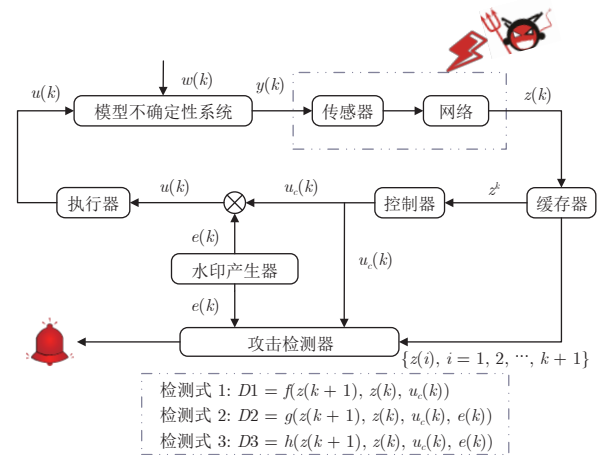 w(k)
u(k)
y(k)
z(k)
模型不确定性系统
传感器
网络
u(k)
u_c(k)
z^k
执行器
控制器
缓存器
e(k)
u_c(k)
水印产生器
e(k)
攻击检测器
{z(i), i = 1, 2, ···, k + 1}
检测式 1: D1 = f(z(k + 1), z(k), u_c(k))
检测式 2: D2 = g(z(k + 1), z(k), u_c(k), e(k))
检测式 3: D3 = h(z(k + 1), z(k), u_c(k), e(k))